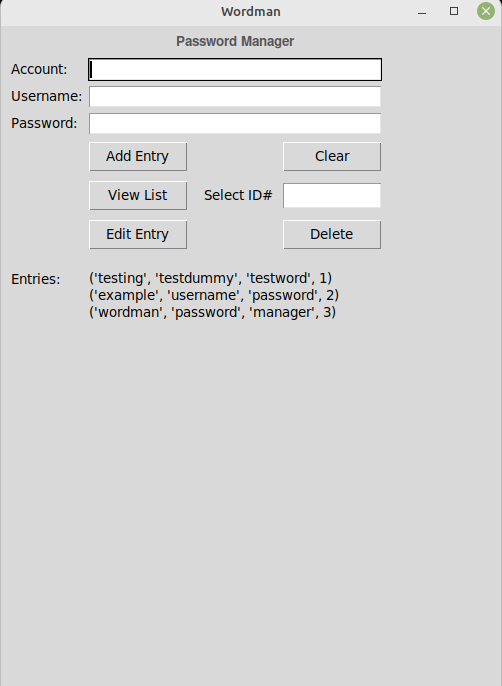 Wordman
Password Manager
Account:
Username:
Password:
Add Entry Clear
View List Select ID#
Edit Entry Delete
Entries: ('testing', 'testdummy', 'testword', 1)
('example', 'username', 'password', 2)
('wordman', 'password', 'manager', 3)